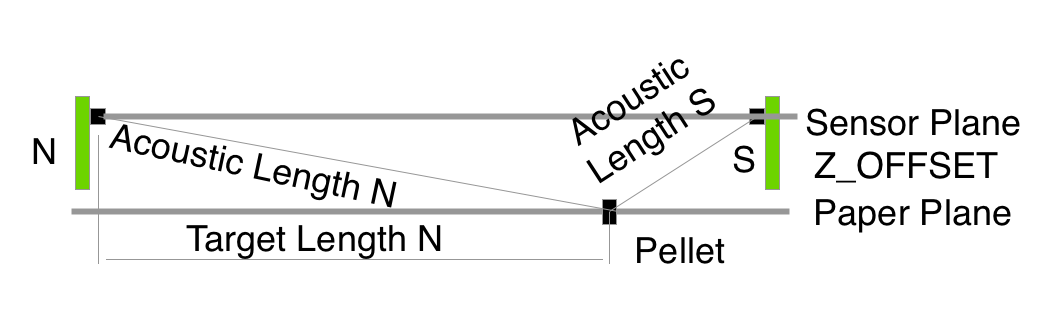 Acoustic
Length S
Sensor Plane
N
Acoustic Length N
S
Z_OFFSET
Paper Plane
Target Length N
Pellet